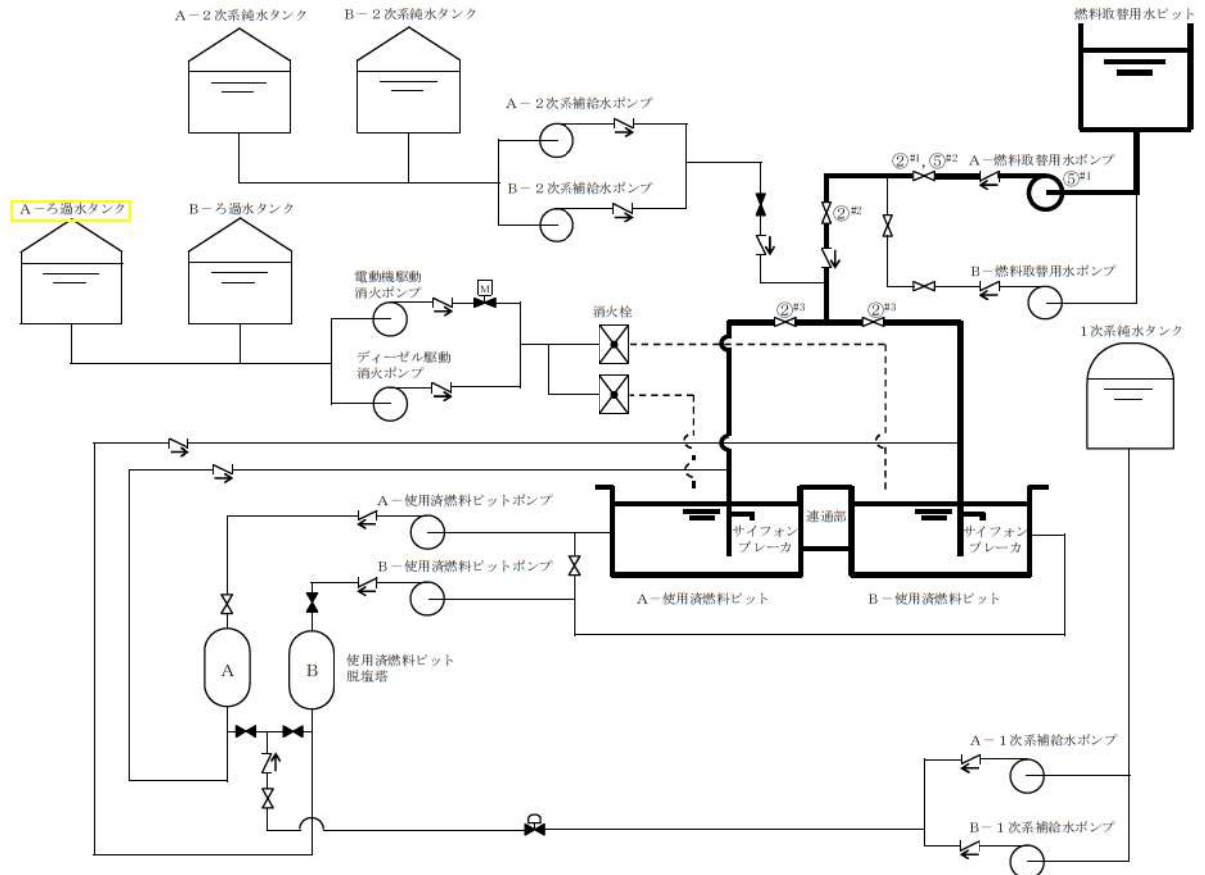 A-2次系純水タンク
B-2次系純水タンク
燃料取替用水ピット
A-2次系補給水ポンプ
②#1,⑤#2
A-燃料取替用水ポンプ
⑤#1
B-2次系補給水ポンプ
②#2
A-ろ過水タンク
B-ろ過水タンク
電動機駆動
消火ポンプ
M
B-燃料取替用水ポンプ
消火栓
②#3
②#3
1次系純水タンク
ディーゼル駆動
消火ポンプ
A-使用済燃料ピットポンプ
サイフォン
ブレーカ
連通部
サイフォン
ブレーカ
B-使用済燃料ピットポンプ
A-使用済燃料ピット
B-使用済燃料ピット
A
B
使用済燃料ピット
脱塩塔
A-1次系補給水ポンプ
B-1次系補給水ポンプ